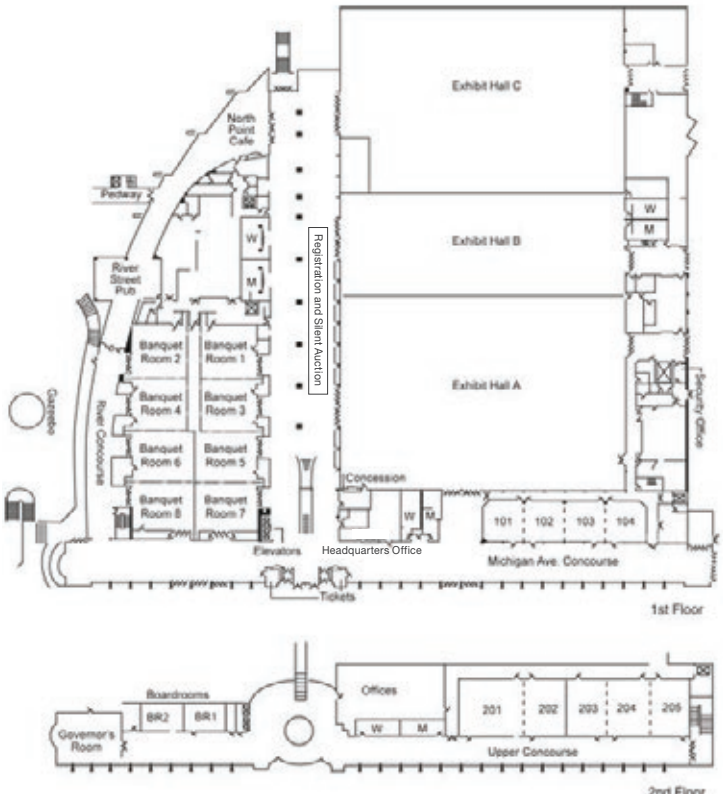 Exhibit Hall C
North
Point
Cafe
Pedway
W
M
W
M
Exhibit Hall B
River
Street
Pub
Registration and Silent Auction
Banquet
Room 2
Banquet
Room 1
Exhibit Hall A
Banquet
Room 4
Banquet
Room 3
Gazebo
River Concourse
Security Office
Banquet
Room 6
Banquet
Room 5
Concession
Banquet
Room 8
Banquet
Room 7
W
M
101
102
103
104
Elevators
Headquarters Office
Michigan Ave. Concourse
Tickets
1st Floor
Boardrooms
BR2
BR1
Offices
W
M
201
202
203
204
205
Governor's
Room
Upper Concourse
2nd Floor